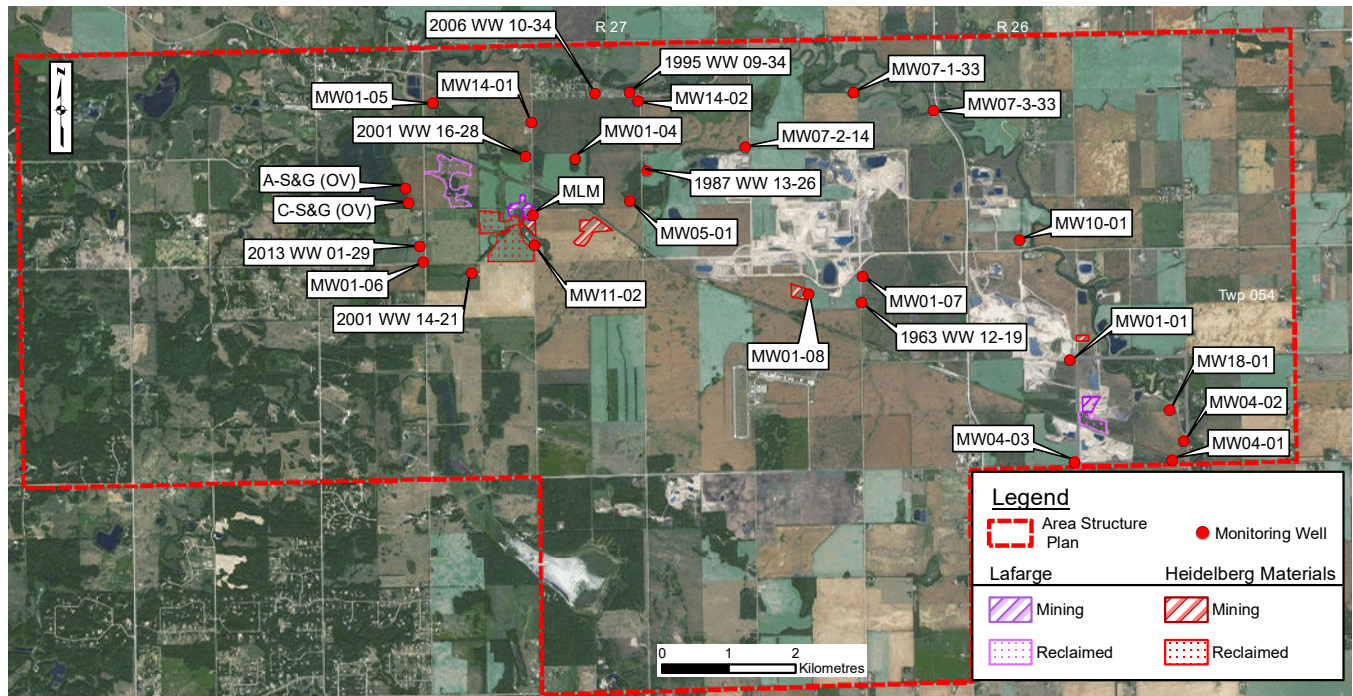 2006 WW 10-34
R 27
R 26
1995 WW 09-34
MW14-01
MW07-1-33
MW01-05
MW14-02
MW07-3-33
2001 WW 16-28
MW01-04
MW07-2-14
A-S&G (OV)
MLM
1987 WW 13-26
C-S&G (OV)
MW05-01
MW10-01
2013 WW 01-29
MW01-06
MW11-02
MW01-07
Twp 054
2001 WW 14-21
1963 WW 12-19
MW01-01
MW01-08
MW18-01
MW04-02
MW04-03
MW04-01
Legend
Area Structure
Plan
Monitoring Well
Lafarge
Heidelberg Materials
Mining
Mining
Reclaimed
Reclaimed
0 1 2
Kilometres